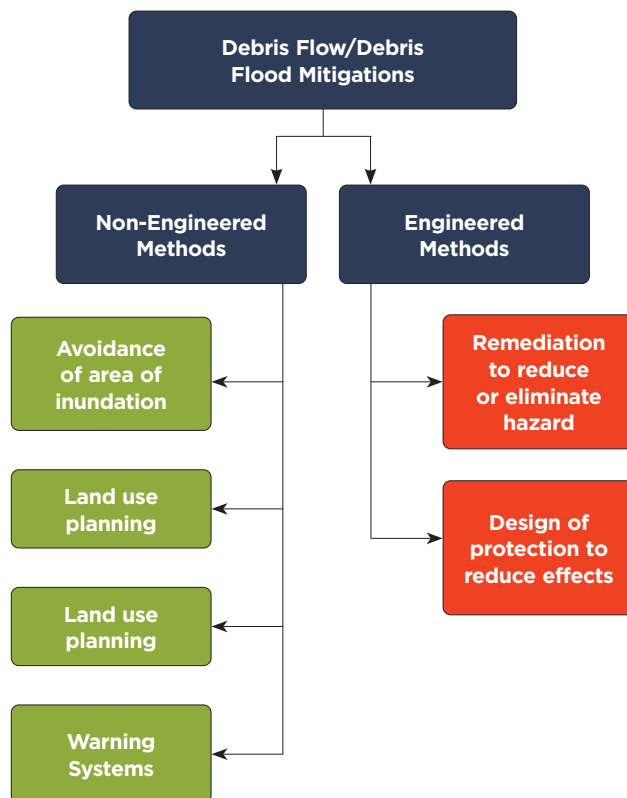 Debris Flow/Debris
Flood Mitigations
Non-Engineered
Methods
Engineered
Methods
Avoidance
of area of
inundation
Land use
planning
Land use
planning
Warning
Systems
Remediation
to reduce
or eliminate
hazard
Design of
protection to
reduce effects